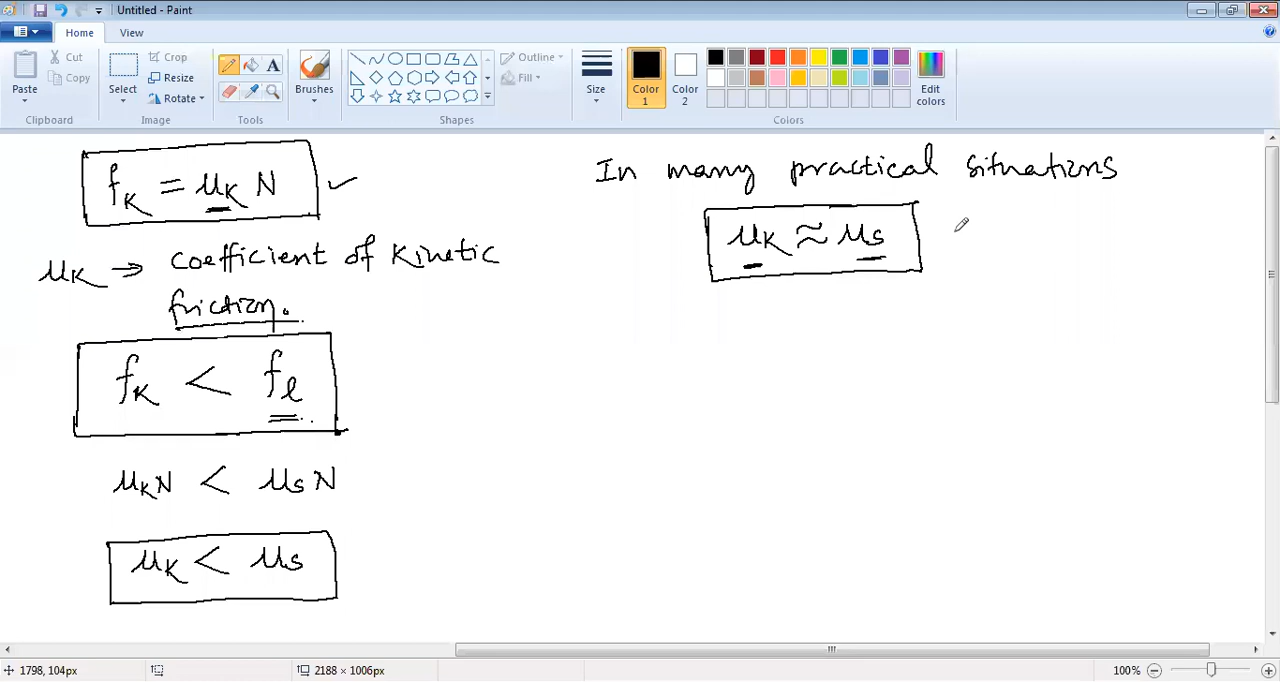 Untitled - Paint
Home View
Paste Cut Copy Clipboard
Select Crop Resize Rotate Image
Tools
Brushes
Outline Fill Shapes
Size
Color 1 Color 2 Edit colors Colors
fK = μK N
μK → coefficient of Kinetic
friction.
fK < fℓ
μKN < μsN
μK < μs
In many practical situations
μK ≈ μs
1798, 104px 2188 × 1006px 100%